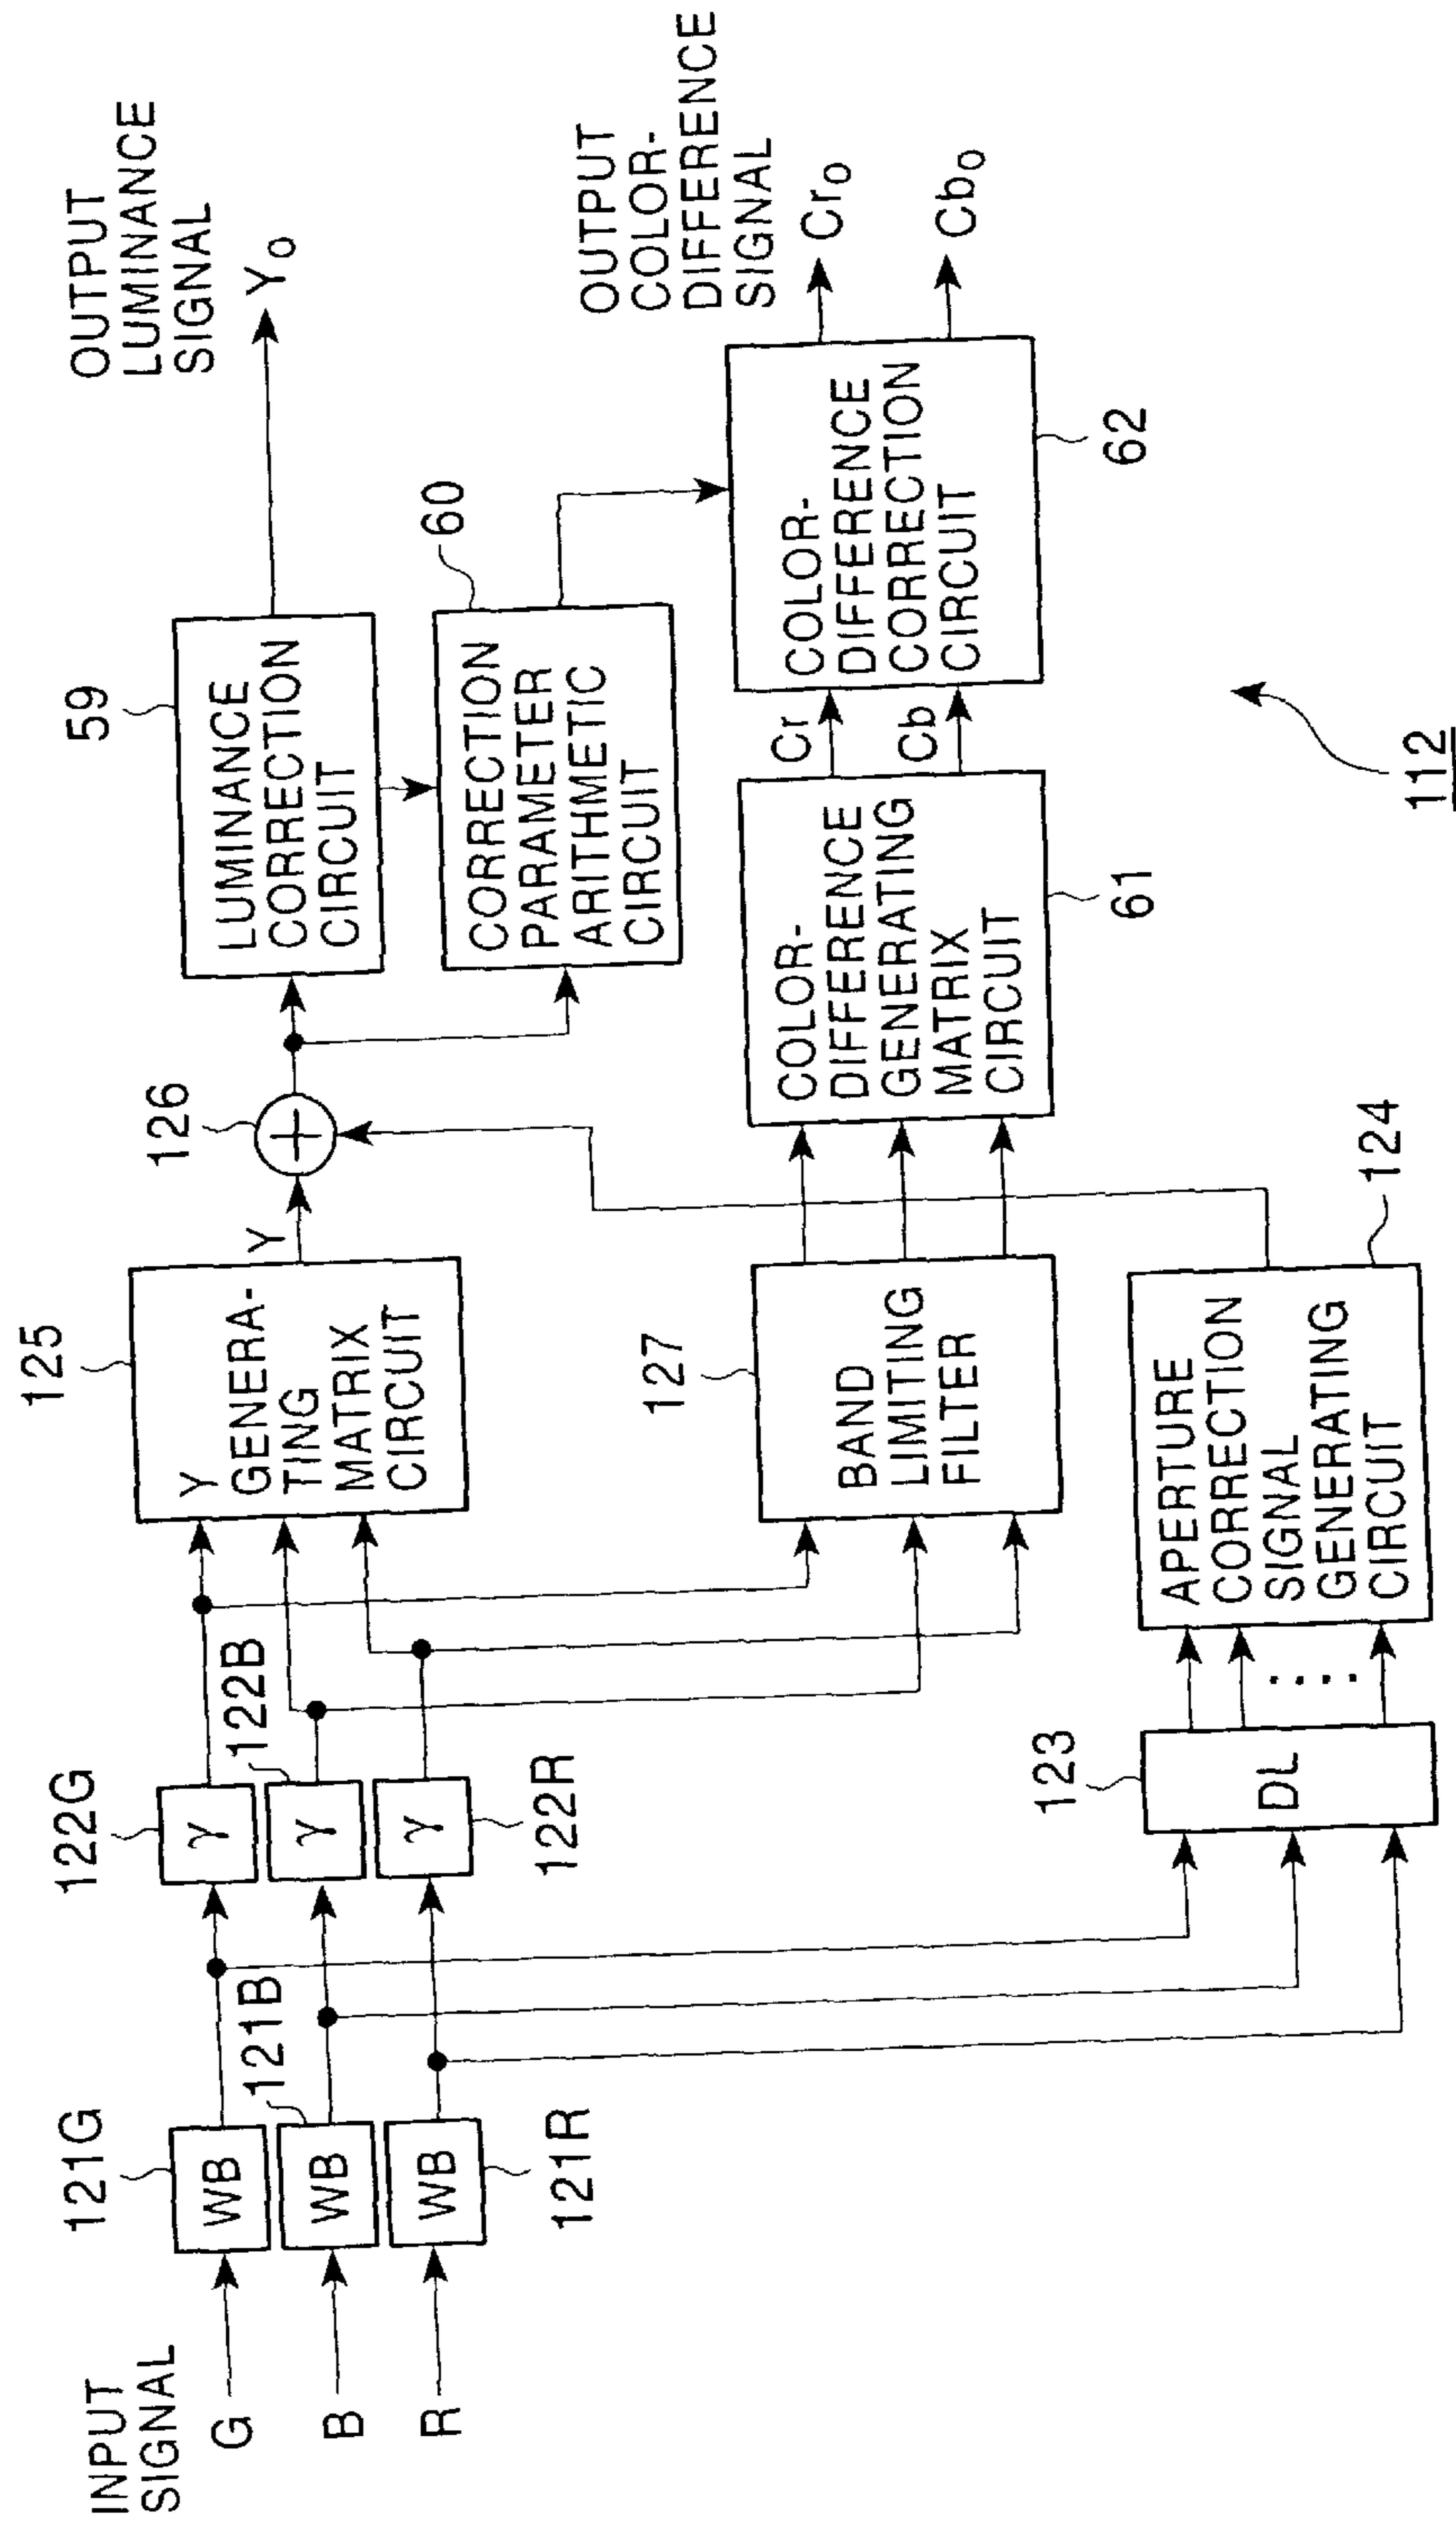 INPUT
SIGNAL
G
B
R
121G
WB
121B
WB
WB
121R
122G
γ
122B
γ
γ
122R
123
DL
125
Y
GENERA-
TING
MATRIX
CIRCUIT
Y
126
127
BAND
LIMITING
FILTER
APERTURE
CORRECTION
SIGNAL
GENERATING
CIRCUIT
124
59
LUMINANCE
CORRECTION
CIRCUIT
CORRECTION
PARAMETER
ARITHMETIC
CIRCUIT
60
COLOR-
DIFFERENCE
GENERATING
MATRIX
CIRCUIT
61
Cr
Cb
COLOR-
DIFFERENCE
CORRECTION
CIRCUIT
62
OUTPUT
LUMINANCE
SIGNAL
Yo
OUTPUT
COLOR-
DIFFERENCE
SIGNAL
Cro
Cbo
112